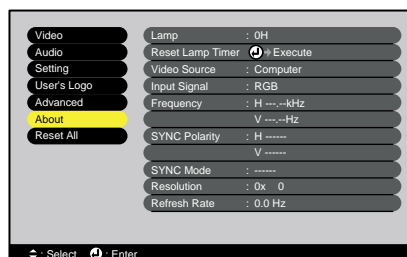 Video
Audio
Setting
User's Logo
Advanced
About
Reset All
Lamp : 0H
Reset Lamp Timer Execute
Video Source : Computer
Input Signal : RGB
Frequency : H ---.--kHz
V ---.--Hz
SYNC Polarity : H ------
V ------
SYNC Mode : ------
Resolution : 0x 0
Refresh Rate : 0.0 Hz
: Select : Enter